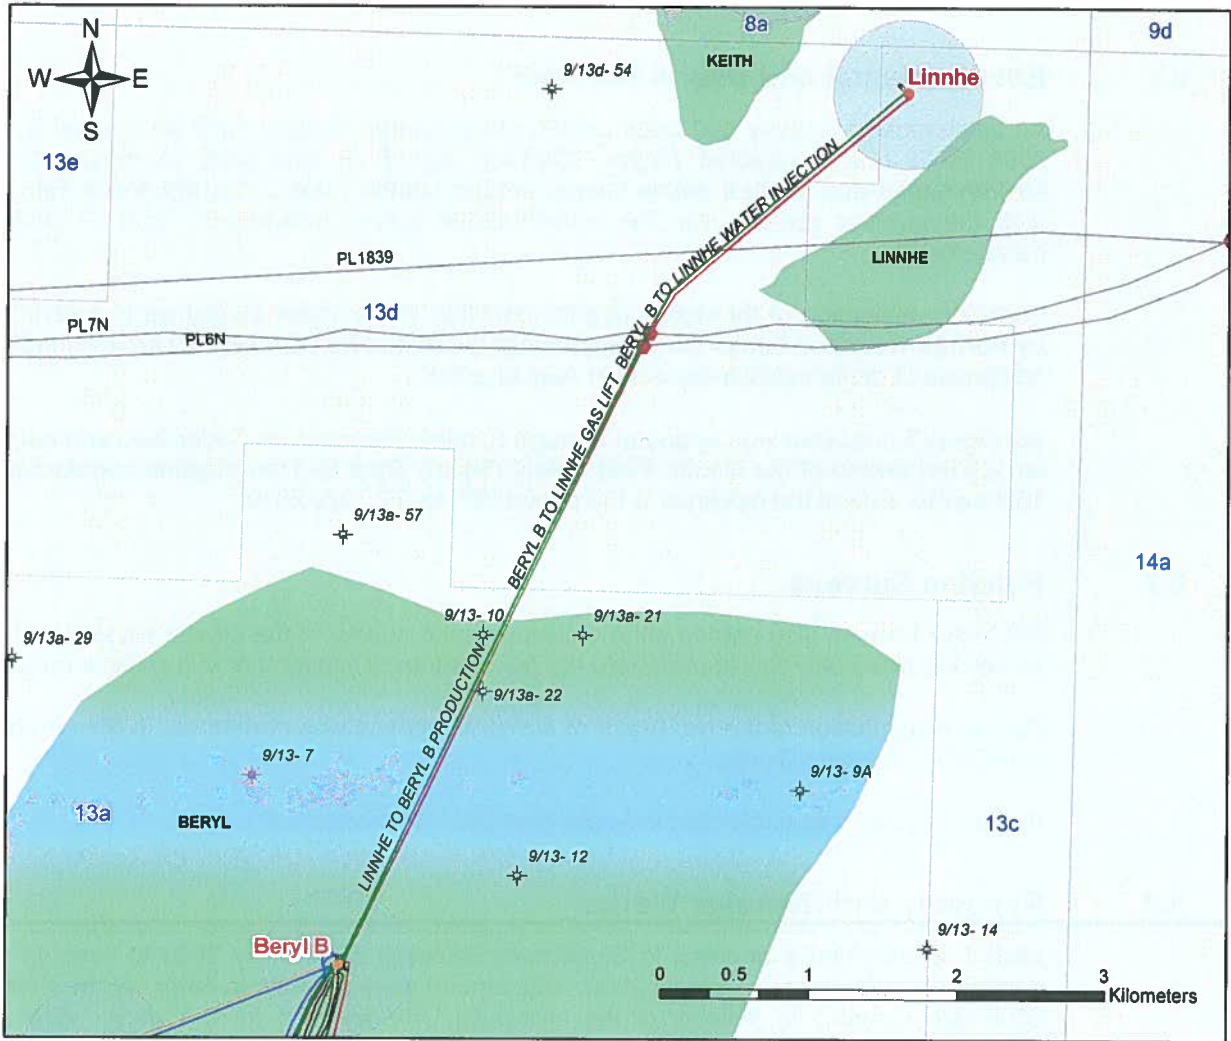 8a
9d
N
W E
S
KEITH
9/13d- 54
Linnhe
13e
BERYL B TO LINNHE WATER INJECTION
PL1839
LINNHE
13d
PL7N
PL6N
BERYL B TO LINNHE GAS LIFT
9/13a- 57
14a
9/13- 10
9/13a- 21
9/13a- 29
9/13a- 22
LINNHE TO BERYL B PRODUCTION
9/13- 7
9/13- 9A
13a
BERYL
13c
9/13- 12
9/13- 14
Beryl B
0 0.5 1 2 3
Kilometers